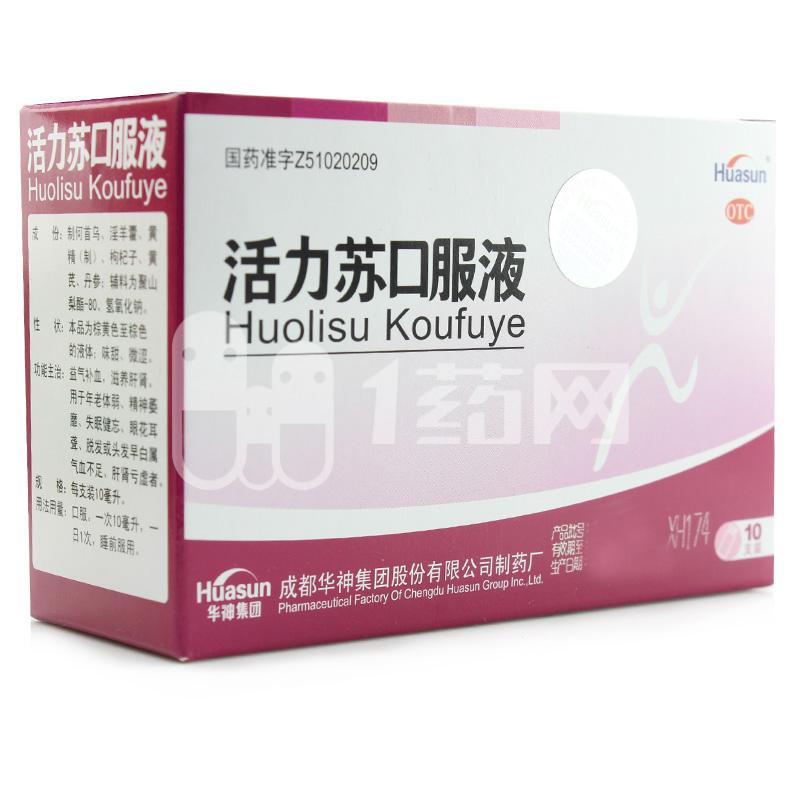 活力苏口服液
Huolisu Koufuye
成　份：制何首乌、淫羊藿、黄
精（制）、枸杞子、黄
芪、丹参；辅料为聚山
梨酯-80、氢氧化钠。
性　状：本品为棕黄色至棕色
的液体；味甜、微涩。
功能主治：益气补血，滋养肝肾。
用于年老体弱、精神萎
靡、失眠健忘、眼花耳
聋、脱发或头发早白属
气血不足、肝肾亏虚者。
规　格：每支装10毫升。
用法用量：口服。一次10毫升，一
日1次，睡前服用。
国药准字Z51020209
Huasun
OTC
活力苏口服液
Huolisu Koufuye
1药网
产品批号：
有效期至：
生产日期：
XH174
10
支装
Huasun
华神集团
成都华神集团股份有限公司制药厂
Pharmaceutical Factory Of Chengdu Huasun Group Inc.,Ltd.